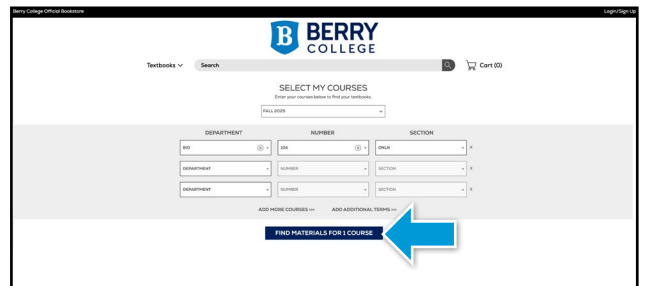 Berry College Official Bookstore
Login/Sign Up
B BERRY
COLLEGE
Textbooks
Search
Cart (0)
SELECT MY COURSES
Enter your courses below to find your textbooks.
FALL 2025
DEPARTMENT NUMBER SECTION
BIO 104 ONLN X
DEPARTMENT NUMBER SECTION X
DEPARTMENT NUMBER SECTION X
ADD MORE COURSES >>> ADD ADDITIONAL TERMS >>>
FIND MATERIALS FOR 1 COURSE